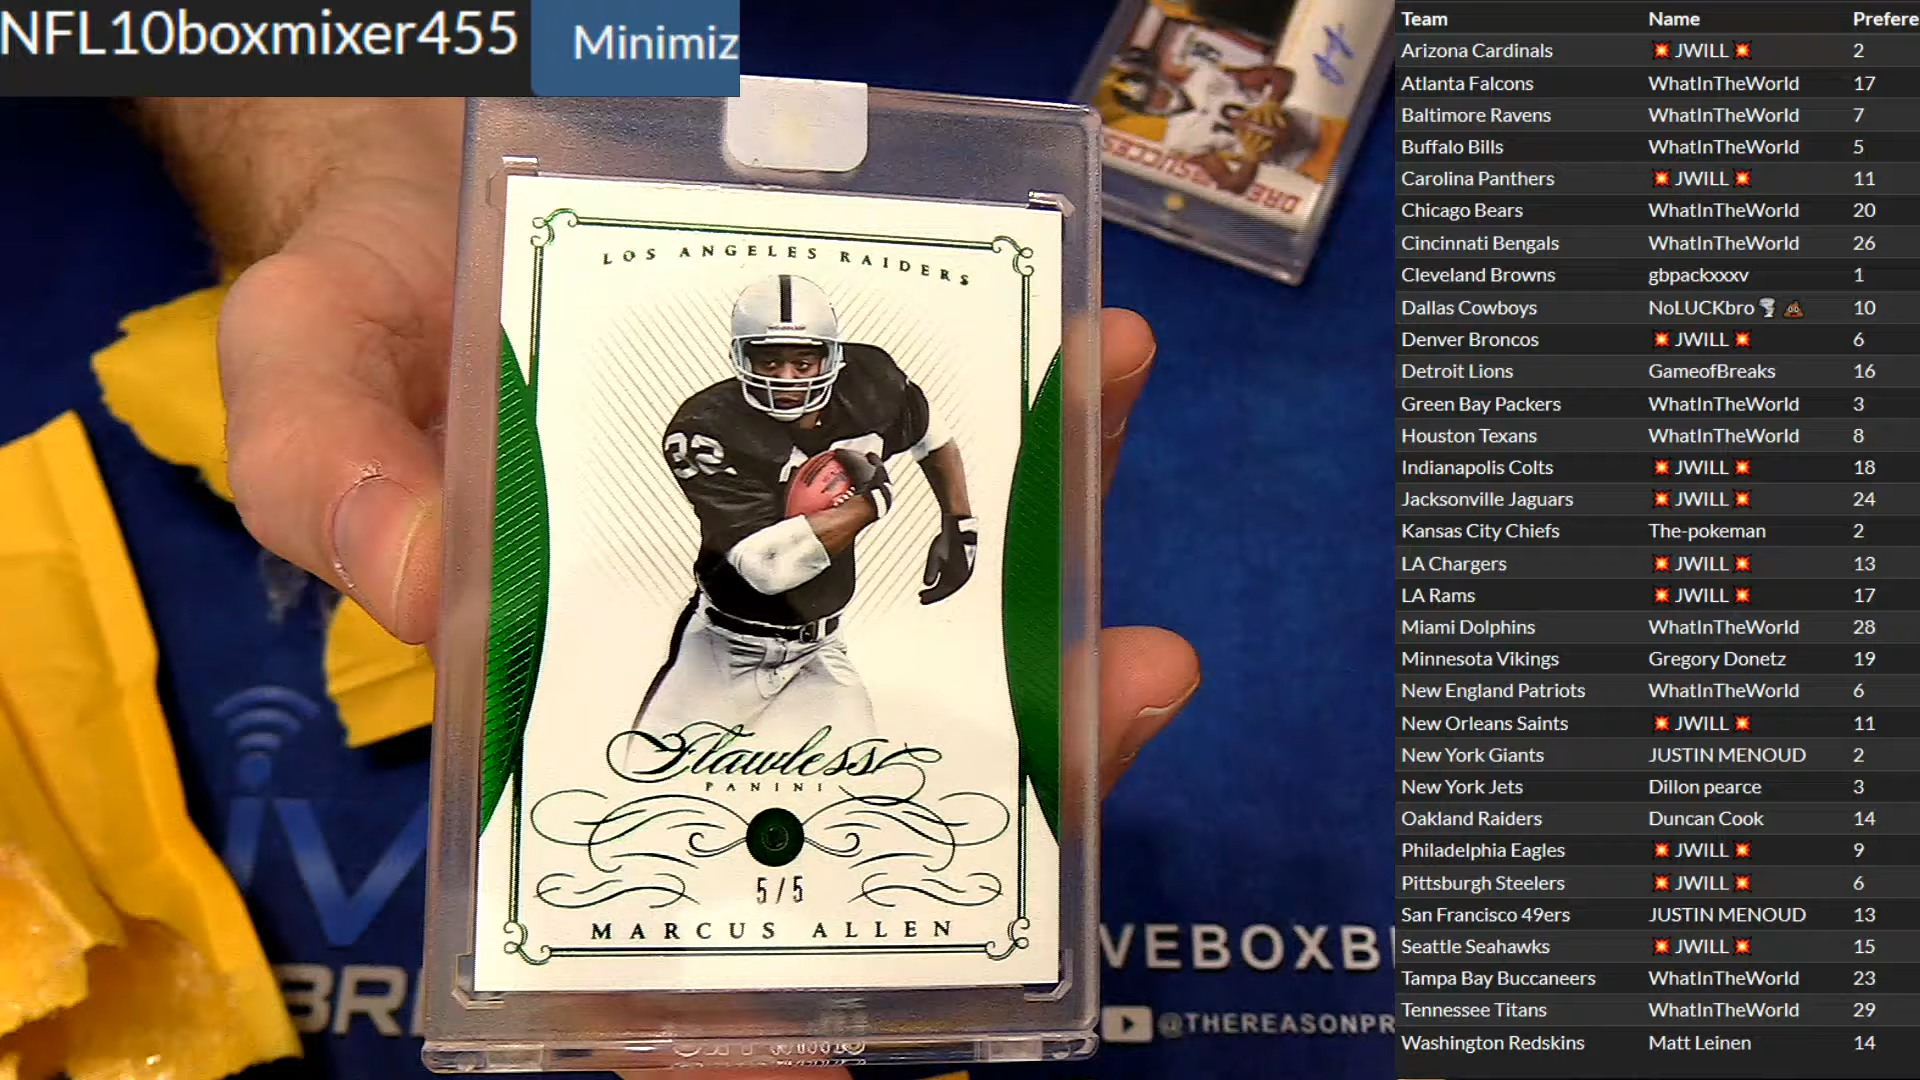 NFL10boxmixer455 Minimiz
LOS ANGELES RAIDERS
32
Flawless
PANINI
5/5
MARCUS ALLEN
VEBOXB
@THEREASONPR
BR
Team Name Prefere
Arizona Cardinals 💥 JWILL 💥 2
Atlanta Falcons WhatInTheWorld 17
Baltimore Ravens WhatInTheWorld 7
Buffalo Bills WhatInTheWorld 5
Carolina Panthers 💥 JWILL 💥 11
Chicago Bears WhatInTheWorld 20
Cincinnati Bengals WhatInTheWorld 26
Cleveland Browns gbpackxxxv 1
Dallas Cowboys NoLUCKbro🌪️ 💩 10
Denver Broncos 💥 JWILL 💥 6
Detroit Lions GameofBreaks 16
Green Bay Packers WhatInTheWorld 3
Houston Texans WhatInTheWorld 8
Indianapolis Colts 💥 JWILL 💥 18
Jacksonville Jaguars 💥 JWILL 💥 24
Kansas City Chiefs The-pokeman 2
LA Chargers 💥 JWILL 💥 13
LA Rams 💥 JWILL 💥 17
Miami Dolphins WhatInTheWorld 28
Minnesota Vikings Gregory Donetz 19
New England Patriots WhatInTheWorld 6
New Orleans Saints 💥 JWILL 💥 11
New York Giants JUSTIN MENOUD 2
New York Jets Dillon pearce 3
Oakland Raiders Duncan Cook 14
Philadelphia Eagles 💥 JWILL 💥 9
Pittsburgh Steelers 💥 JWILL 💥 6
San Francisco 49ers JUSTIN MENOUD 13
Seattle Seahawks 💥 JWILL 💥 15
Tampa Bay Buccaneers WhatInTheWorld 23
Tennessee Titans WhatInTheWorld 29
Washington Redskins Matt Leinen 14